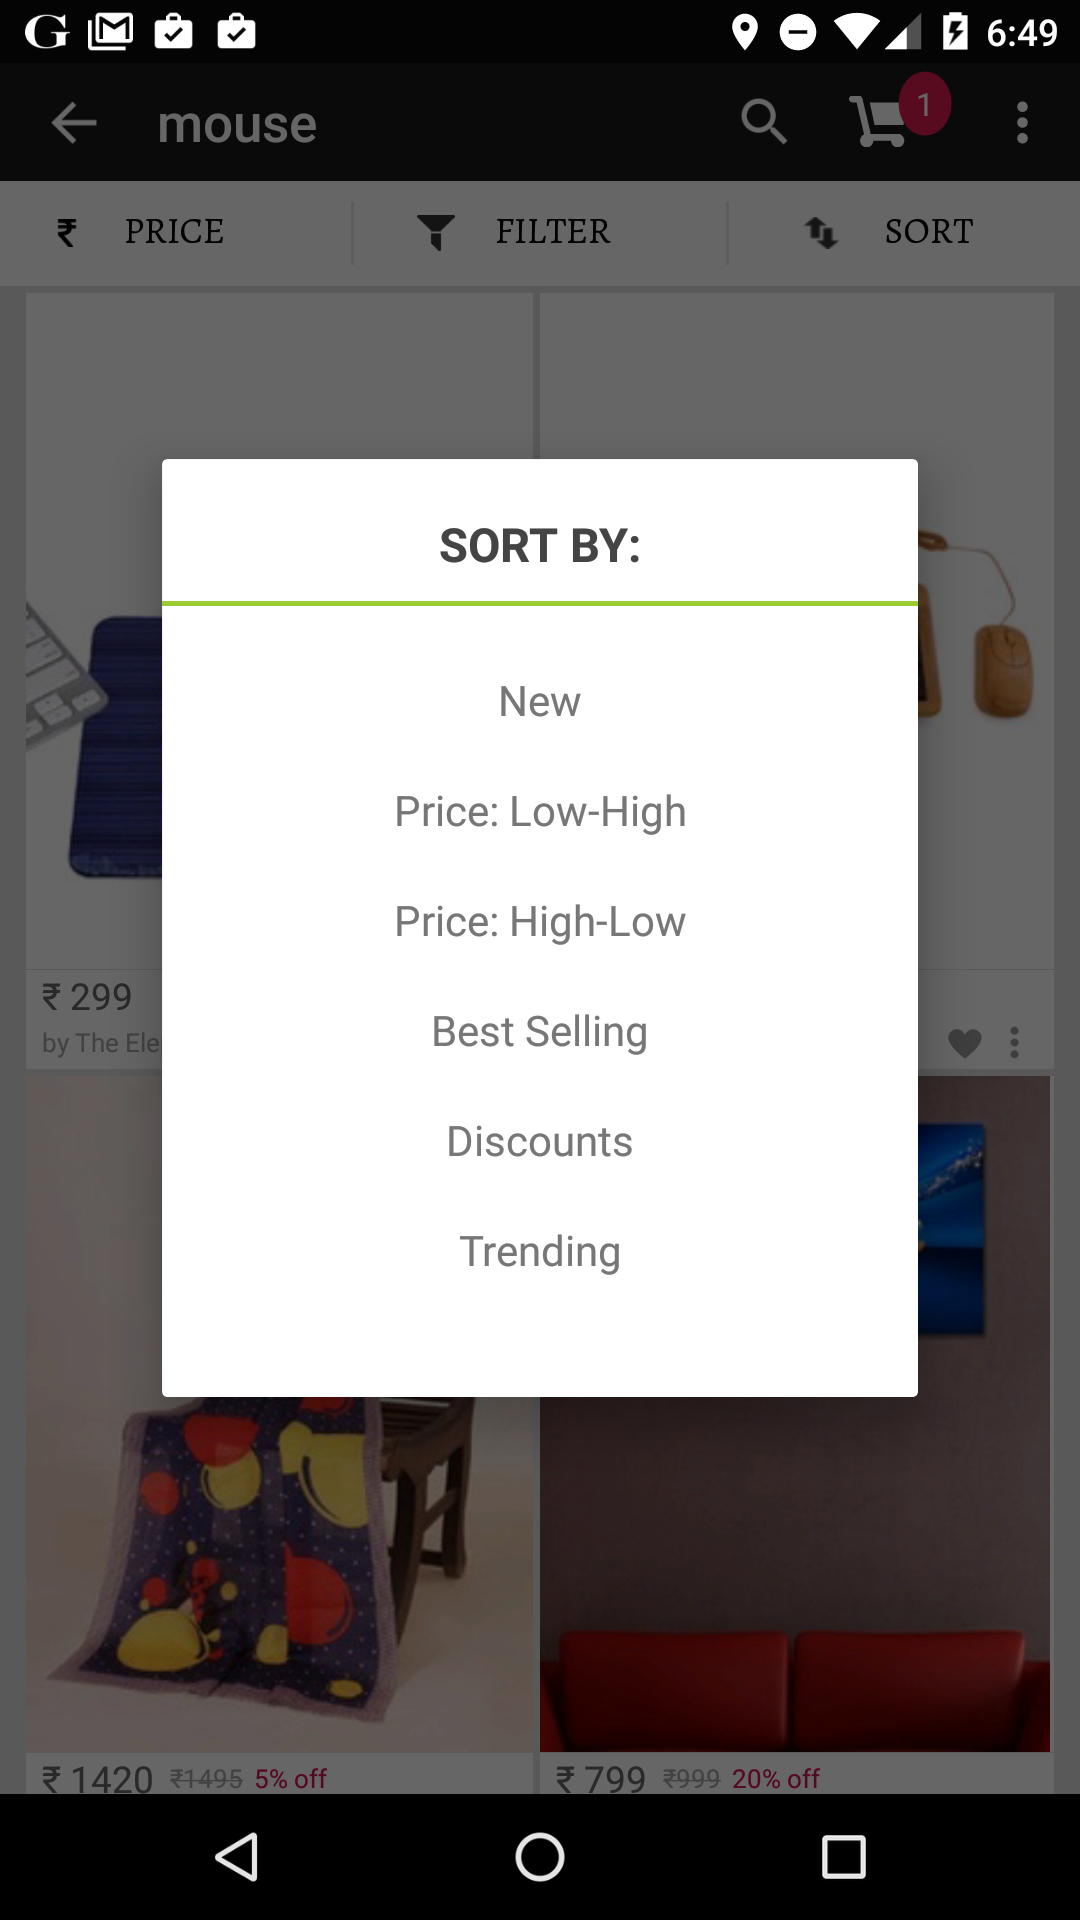 G
6:49
mouse
1
₹ PRICE
FILTER
SORT
SORT BY:
New
Price: Low-High
Price: High-Low
Best Selling
Discounts
Trending
₹ 299
by The Ele
₹ 1420 ₹1495 5% off
₹ 799 ₹999 20% off